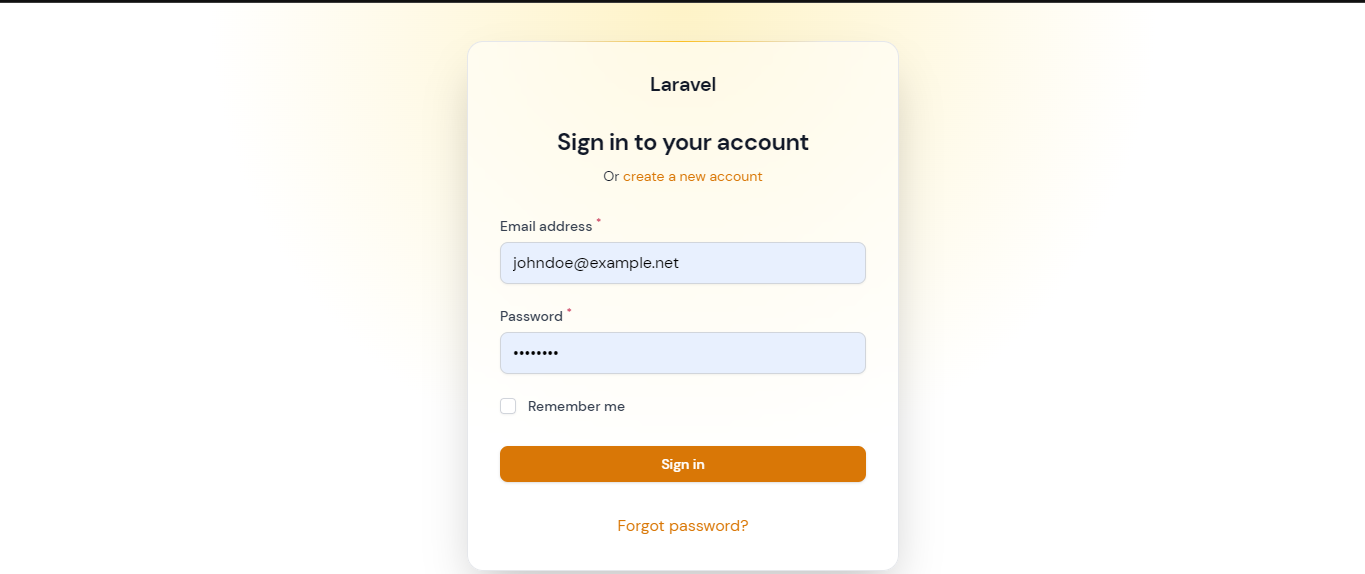 Laravel
Sign in to your account
Or create a new account
Email address *
johndoe@example.net
Password *
••••••••
Remember me
Sign in
Forgot password?